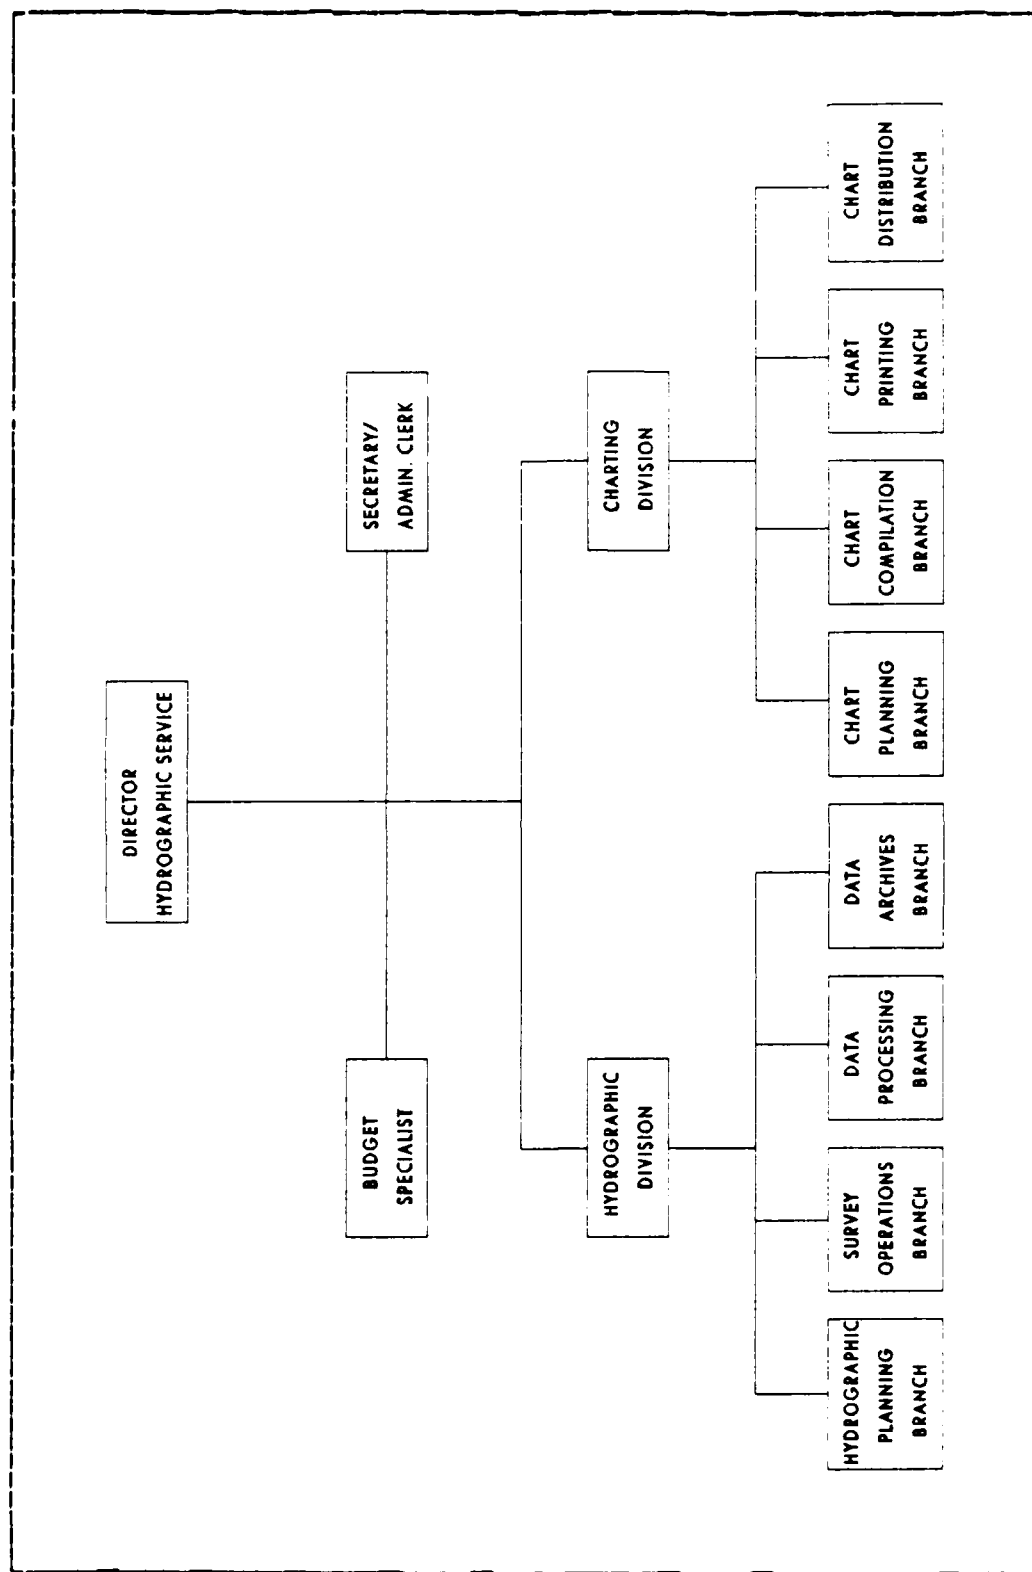 DIRECTOR
HYDROGRAPHIC SERVICE
BUDGET
SPECIALIST
SECRETARY/
ADMIN. CLERK
HYDROGRAPHIC
DIVISION
CHARTING
DIVISION
HYDROGRAPHIC
PLANNING
BRANCH
SURVEY
OPERATIONS
BRANCH
DATA
PROCESSING
BRANCH
DATA
ARCHIVES
BRANCH
CHART
PLANNING
BRANCH
CHART
COMPILATION
BRANCH
CHART
PRINTING
BRANCH
CHART
DISTRIBUTION
BRANCH